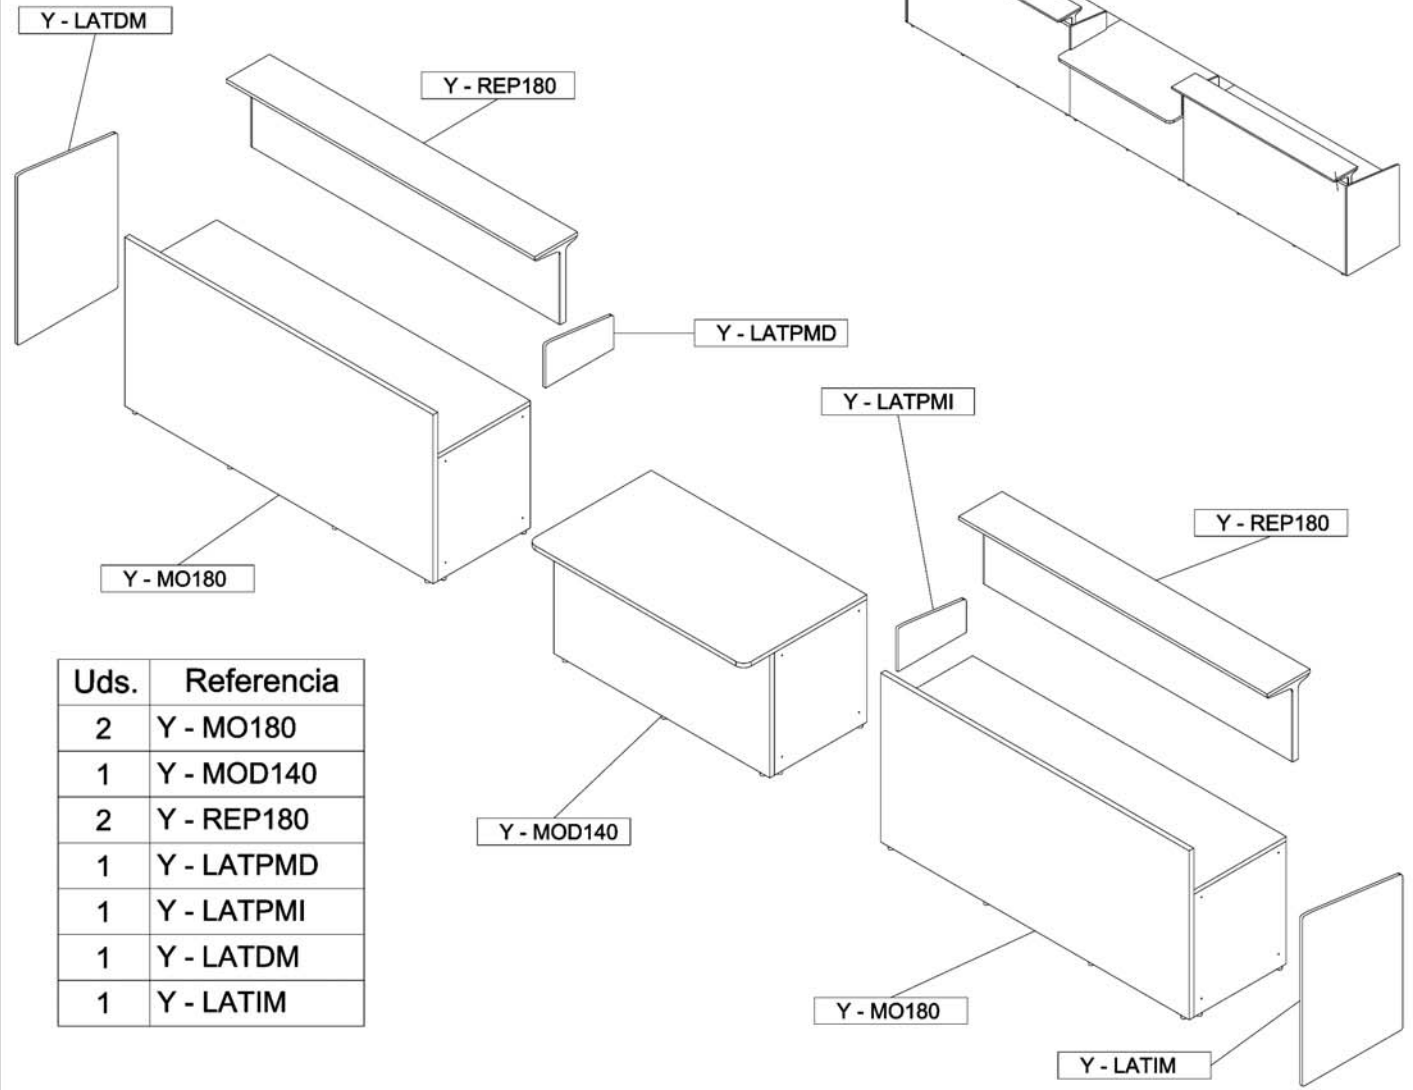 Y - LATDM
Y - REP180
Y - LATPMD
Y - LATPMI
Y - REP180
Y - MO180
Uds. Referencia
2 Y - MO180
1 Y - MOD140
2 Y - REP180
1 Y - LATPMD
1 Y - LATPMI
1 Y - LATDM
1 Y - LATIM
Y - MOD140
Y - MO180
Y - LATIM